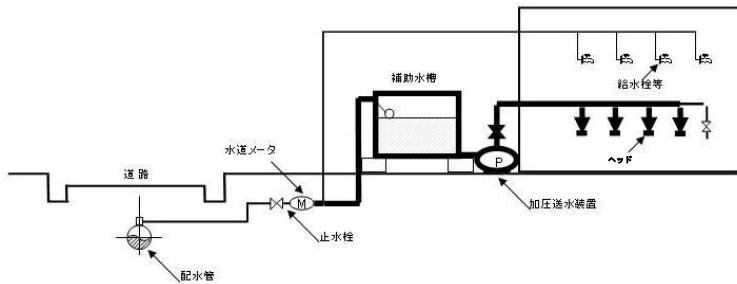 補助水槽
給水栓等
水道メータ
ヘッド
P
道路
加圧送水装置
M
止水栓
配水管